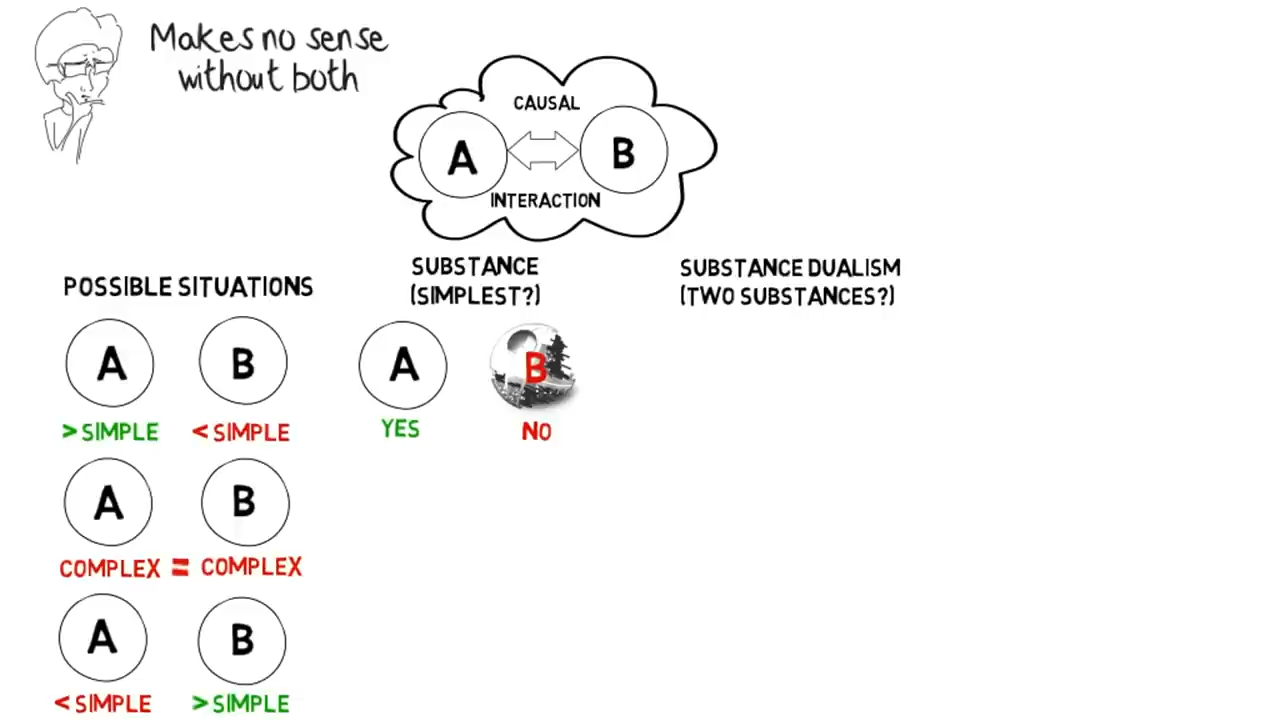 Makes no sense
without both
CAUSAL
A B
INTERACTION
POSSIBLE SITUATIONS
SUBSTANCE
(SIMPLEST?)
SUBSTANCE DUALISM
(TWO SUBSTANCES?)
A B A B
> SIMPLE < SIMPLE YES NO
A B
COMPLEX = COMPLEX
A B
< SIMPLE > SIMPLE